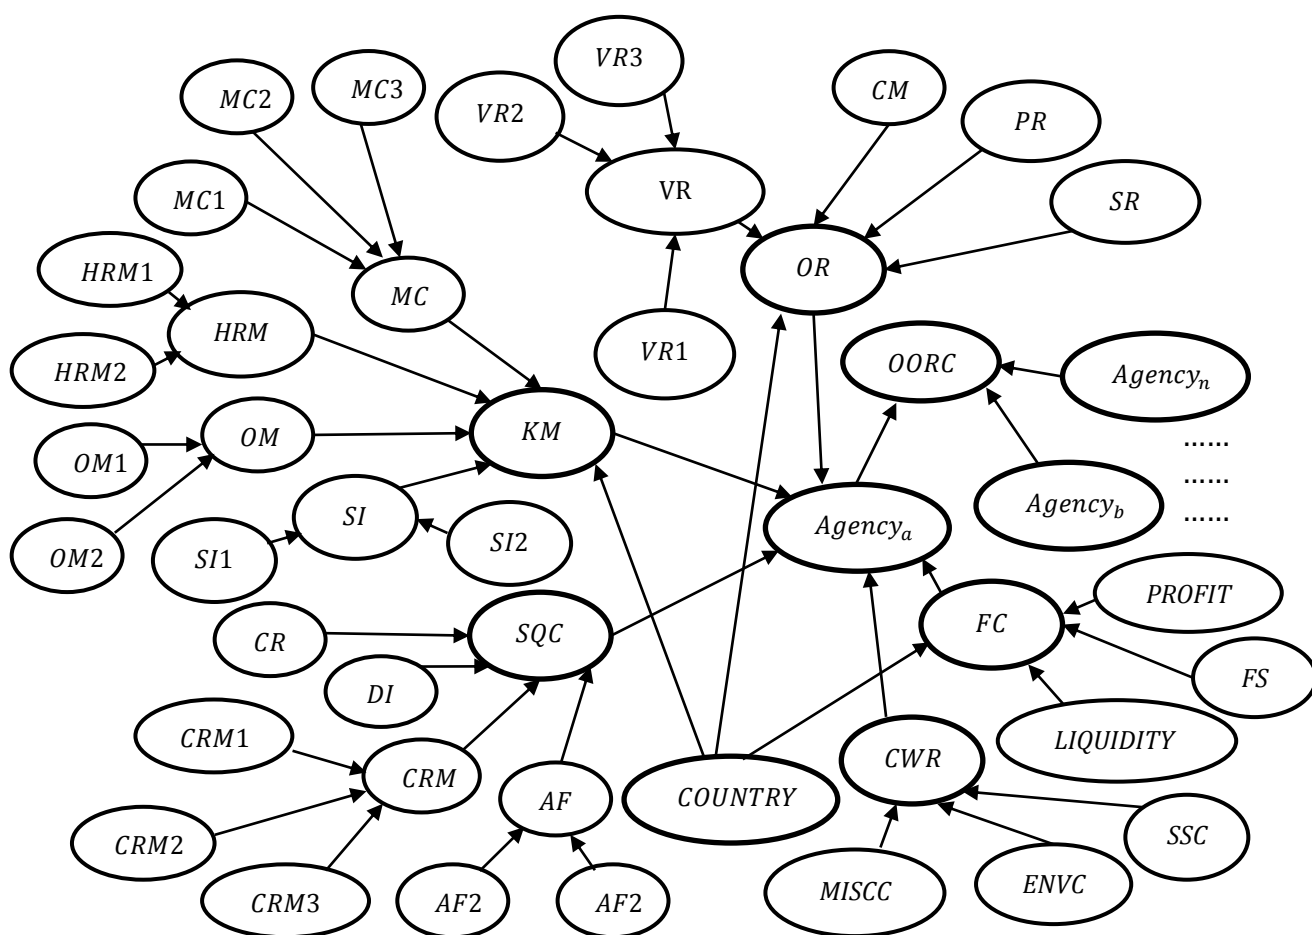 VR3
MC3
CM
MC2
VR2
PR
MC1
VR
SR
HRM1
OR
MC
HRM
VR1
OORC
HRM2
Agencyₙ
OM
KM
......
OM1
......
SI
Agency_b
......
Agencyₐ
OM2
SI1
SI2
PROFIT
CR
SQC
FC
DI
FS
CRM1
LIQUIDITY
CWR
CRM
AF
COUNTRY
CRM2
SSC
MISCC
ENVC
CRM3
AF2
AF2